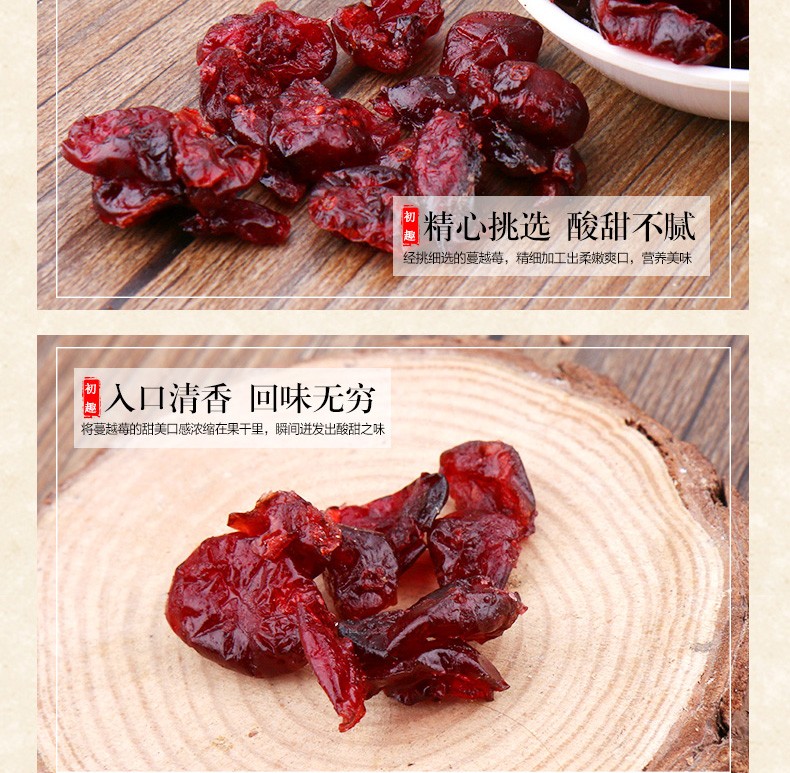 初趣
精心挑选 酸甜不腻
经挑细选的蔓越莓，精细加工出柔嫩爽口，营养美味
初趣
入口清香 回味无穷
将蔓越莓的甜美口感浓缩在果干里，瞬间迸发出酸甜之味